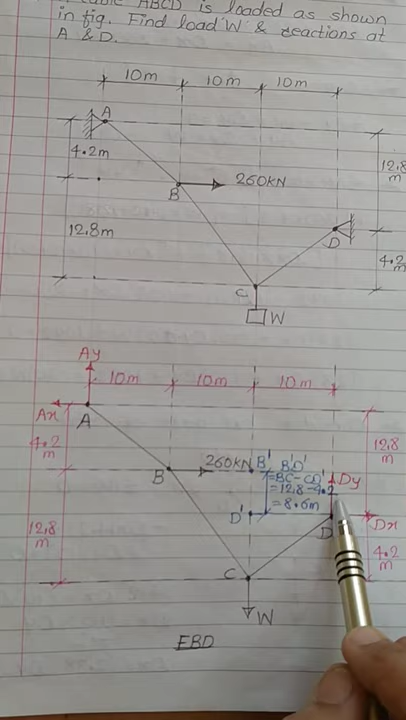 ABCD is loaded as shown
in fig. Find load W & reactions at
A & D.
10m 10m 10m
A
4.2m
12.8
m
B 260KN
12.8m
D
4.2
m
C
W
Ay
10m 10m 10m
Ax
A
4.2
m
12.8
m
260KN B' B'D'
B
=BC-CD'
=12.8-4.2
=8.6m
Dy
D'
D
Dx
12.8
m
4.2
m
C
W
EBD